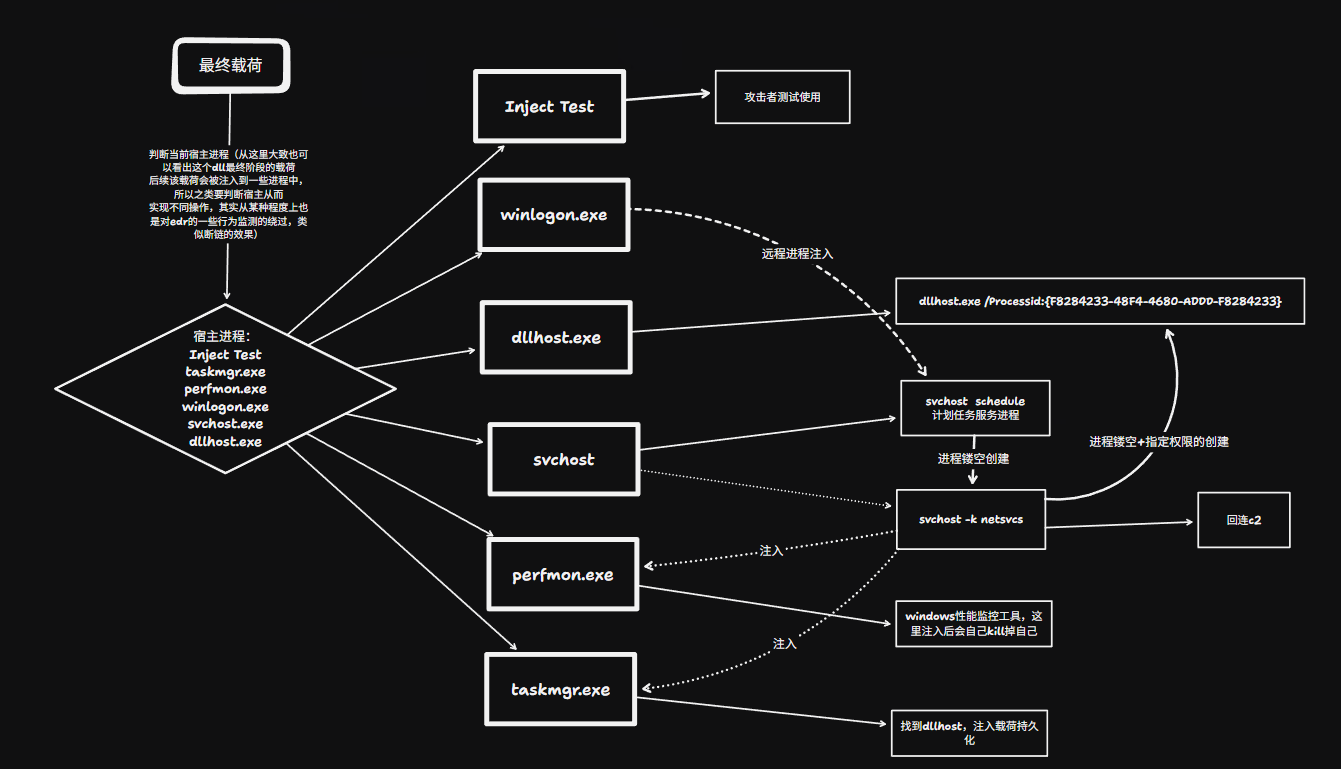 最终载荷
判断当前宿主进程（从这里大致也可
以看出这个dll最终阶段的载荷
后续该载荷会被注入到一些进程中，
所以之类要判断宿主从而
实现不同操作，其实从某种程度上也
是对edr的一些行为监测的绕过，类
似断链的效果）
宿主进程：
Inject Test
taskmgr.exe
perfmon.exe
winlogon.exe
svchost.exe
dllhost.exe
Inject Test
攻击者测试使用
winlogon.exe
远程进程注入
dllhost.exe
dllhost.exe /Processid:{F8284233-48F4-4680-ADDD-F8284233}
svchost
svchost schedule
计划任务服务进程
进程镂空创建
进程镂空+指定权限的创建
svchost -k netsvcs
回连c2
perfmon.exe
注入
windows性能监控工具，这
里注入后会自己kill掉自己
注入
taskmgr.exe
找到dllhost，注入载荷持久
化